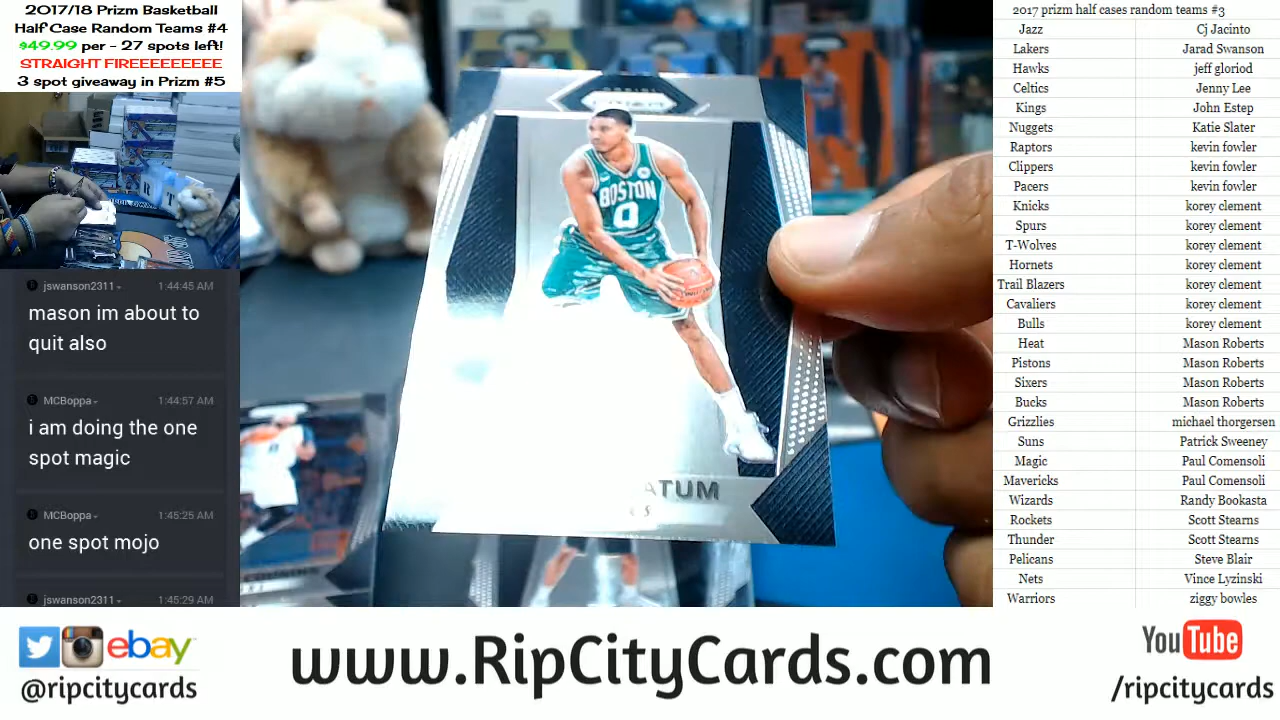 2017/18 Prizm Basketball
Half Case Random Teams #4
$49.99 per - 27 spots left!
STRAIGHT FIREEEEEEEEE
3 spot giveaway in Prizm #5
jswanson2311
1:44:45 AM
mason im about to
quit also
MCBoppa
1:44:57 AM
i am doing the one
spot magic
MCBoppa
1:45:25 AM
one spot mojo
jswanson2311
1:45:29 AM
BOSTON
0
ATUM
2017 prizm half cases random teams #3
Jazz Cj Jacinto
Lakers Jarad Swanson
Hawks jeff gloriod
Celtics Jenny Lee
Kings John Estep
Nuggets Katie Slater
Raptors kevin fowler
Clippers kevin fowler
Pacers kevin fowler
Knicks korey clement
Spurs korey clement
T-Wolves korey clement
Hornets korey clement
Trail Blazers korey clement
Cavaliers korey clement
Bulls korey clement
Heat Mason Roberts
Pistons Mason Roberts
Sixers Mason Roberts
Bucks Mason Roberts
Grizzlies michael thorgersen
Suns Patrick Sweeney
Magic Paul Comensoli
Mavericks Paul Comensoli
Wizards Randy Bookasta
Rockets Scott Stearns
Thunder Scott Stearns
Pelicans Steve Blair
Nets Vince Lyzinski
Warriors ziggy bowles
ebay
@ripcitycards
www.RipCityCards.com
YouTube
/ripcitycards